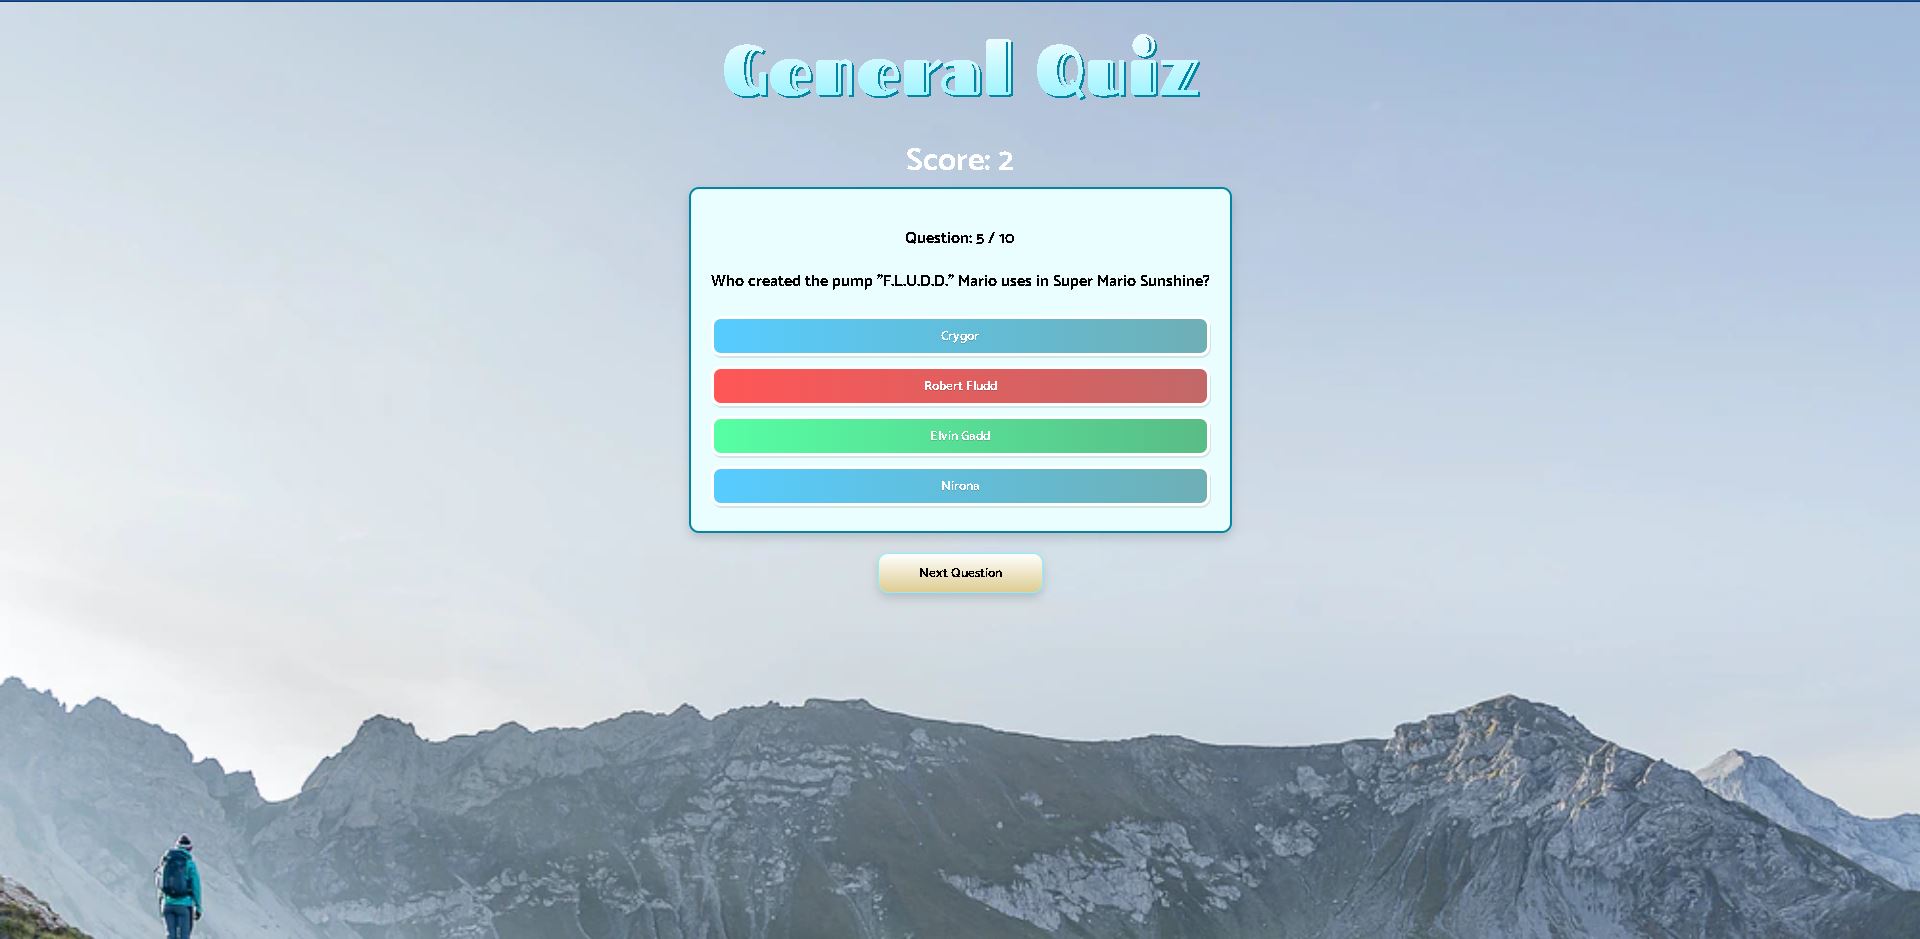 General Quiz
Score: 2
Question: 5 / 10
Who created the pump "F.L.U.D.D." Mario uses in Super Mario Sunshine?
Crygor
Robert Fludd
Elvin Gadd
Nirona
Next Question